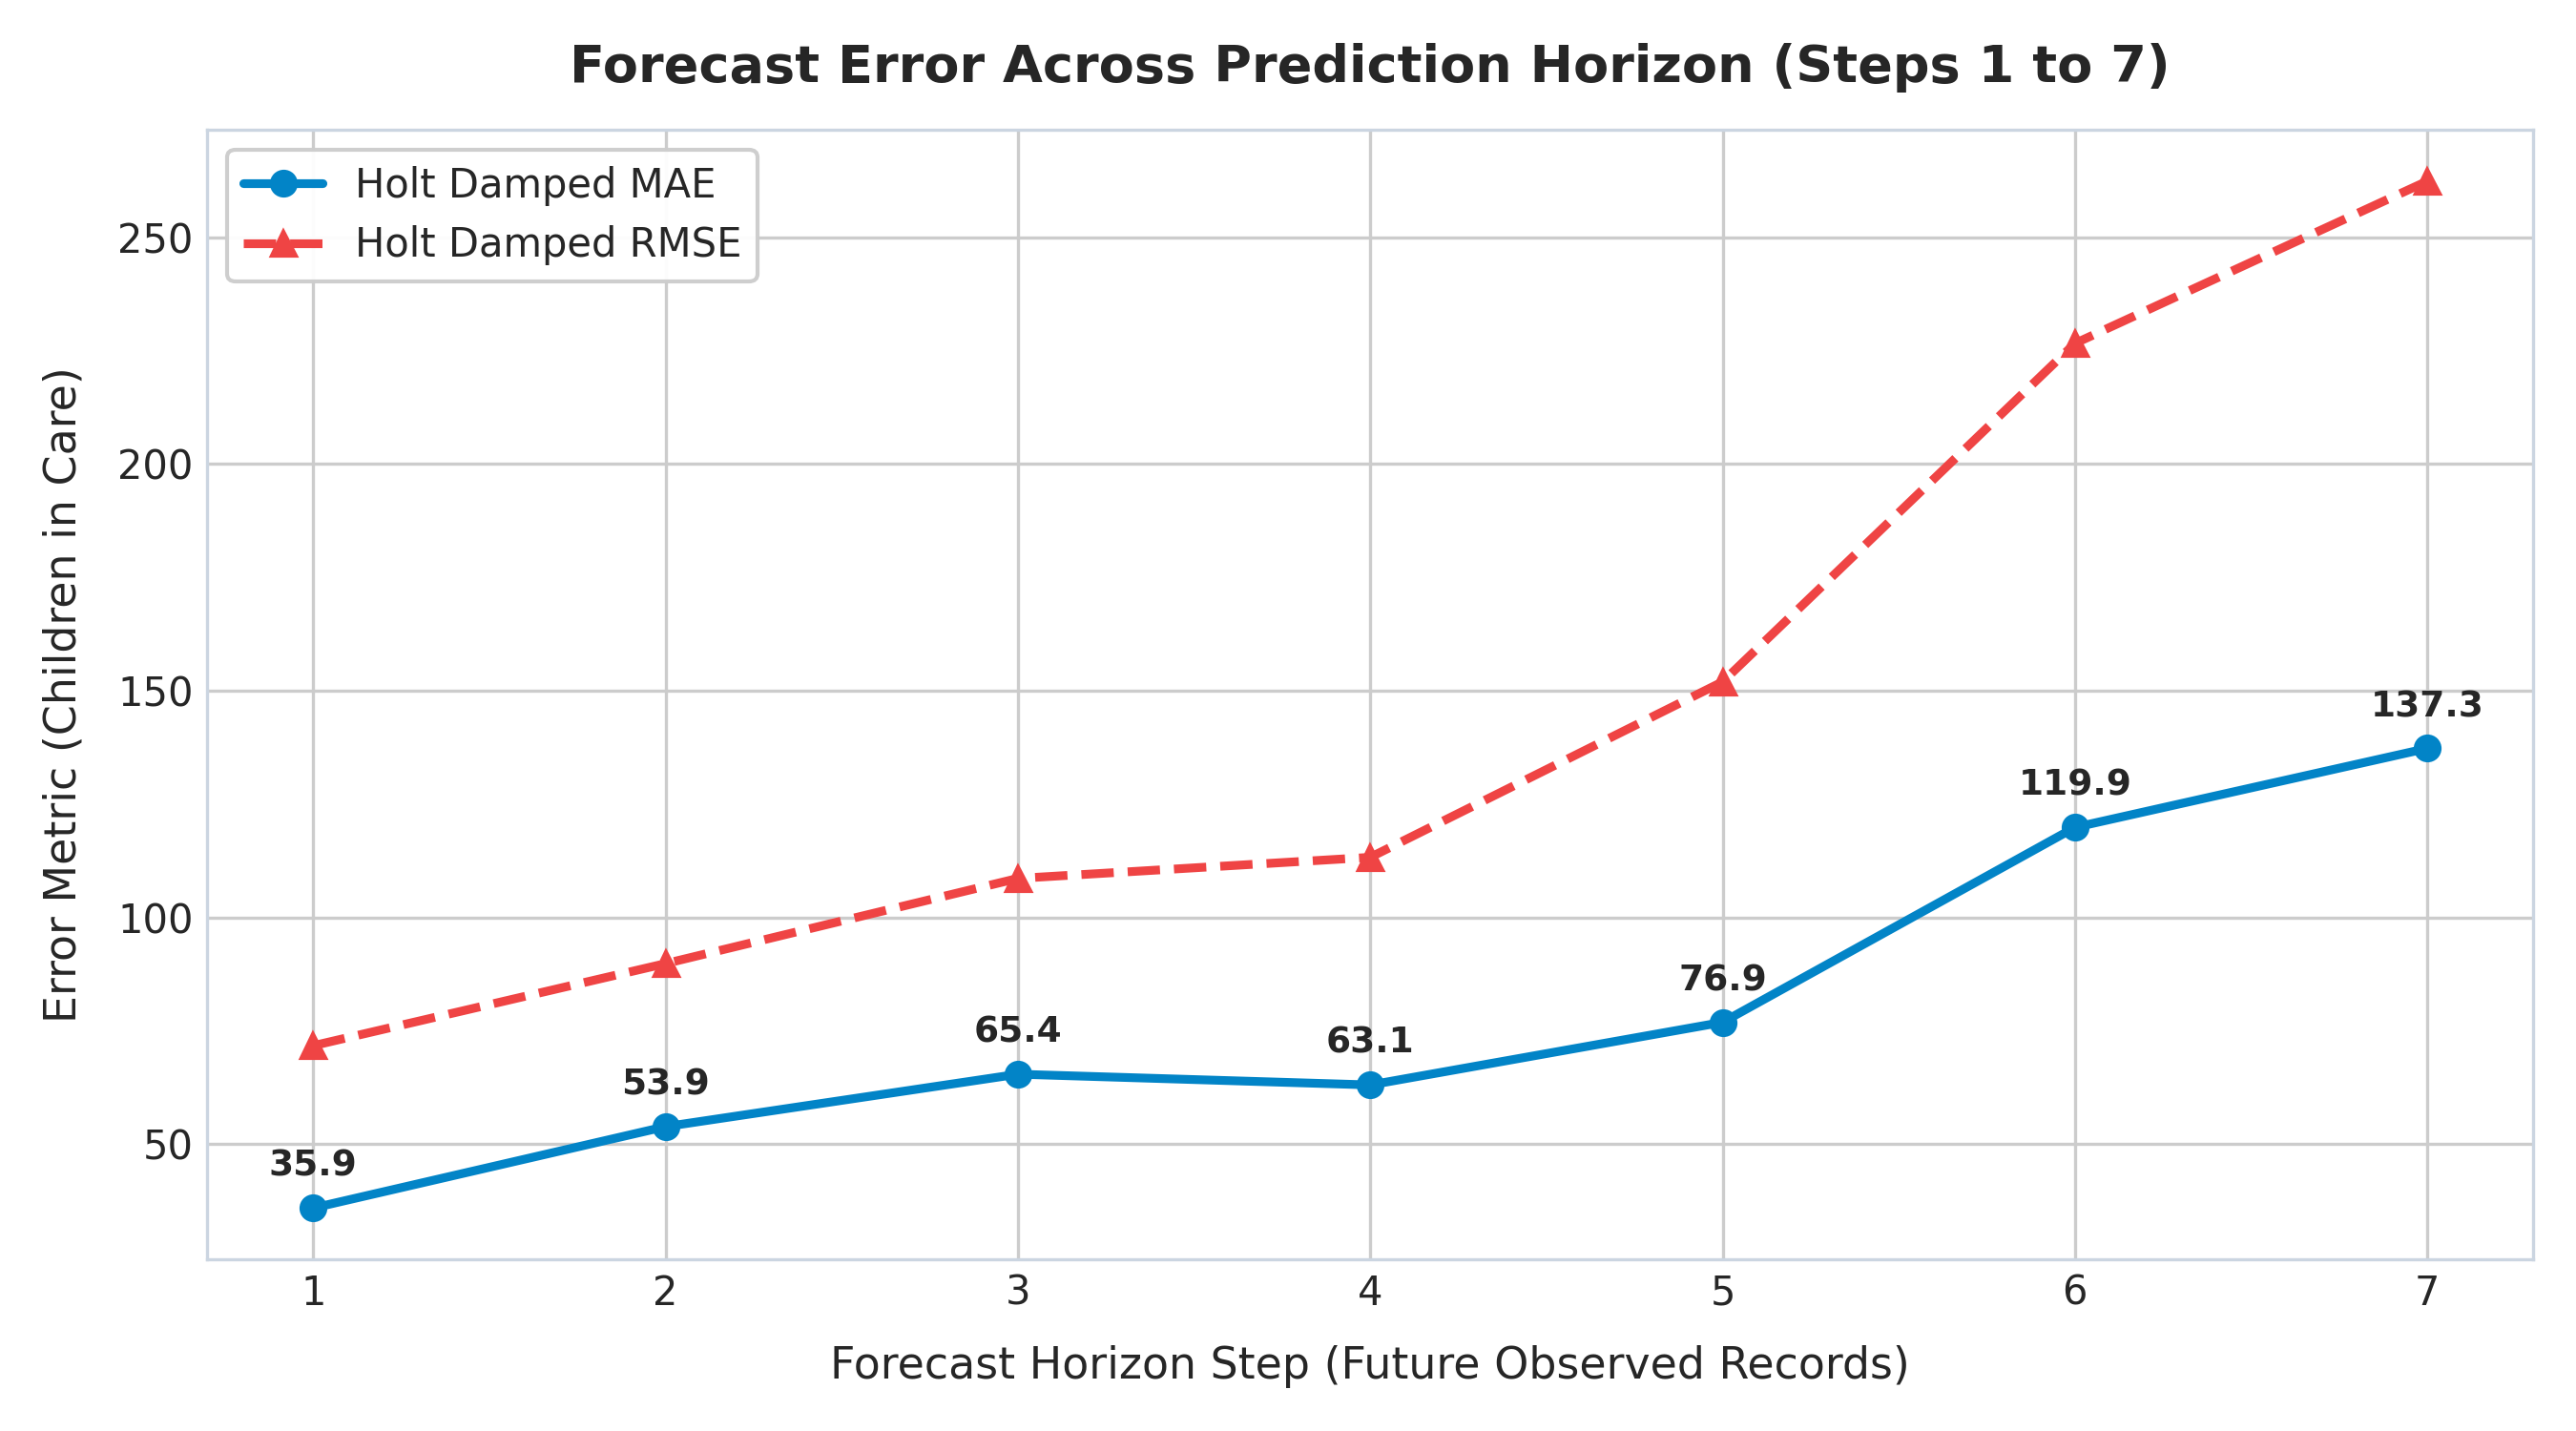 Forecast Error Across Prediction Horizon (Steps 1 to 7)
Holt Damped MAE
Holt Damped RMSE
Error Metric (Children in Care)
250
200
150
100
50
35.9
53.9
65.4
63.1
76.9
119.9
137.3
1 2 3 4 5 6 7
Forecast Horizon Step (Future Observed Records)